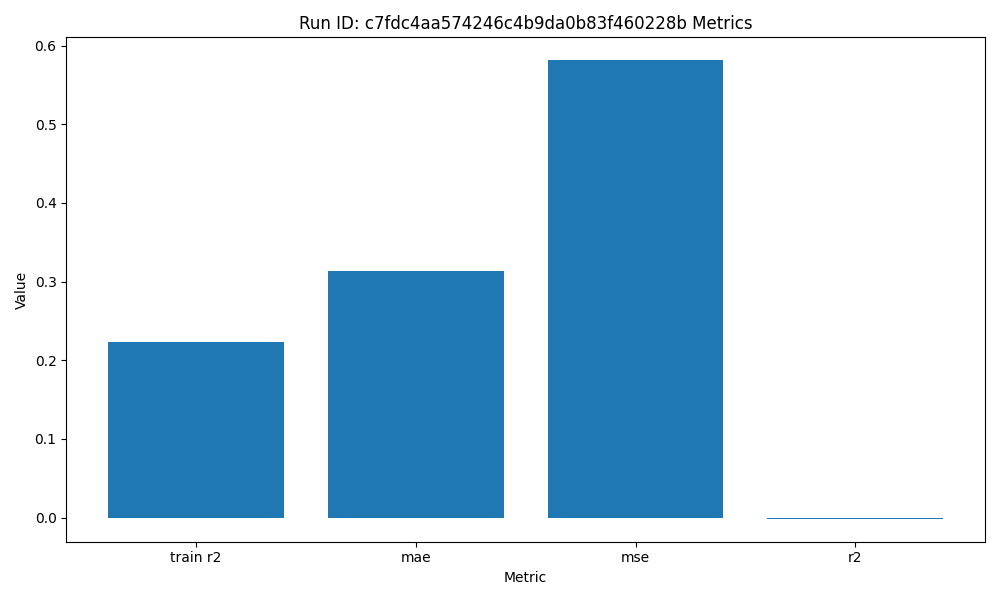 Run ID: c7fdc4aa574246c4b9da0b83f460228b Metrics
0.6
0.5
0.4
0.3
0.2
0.1
0.0
Value
train r2
mae
mse
r2
Metric